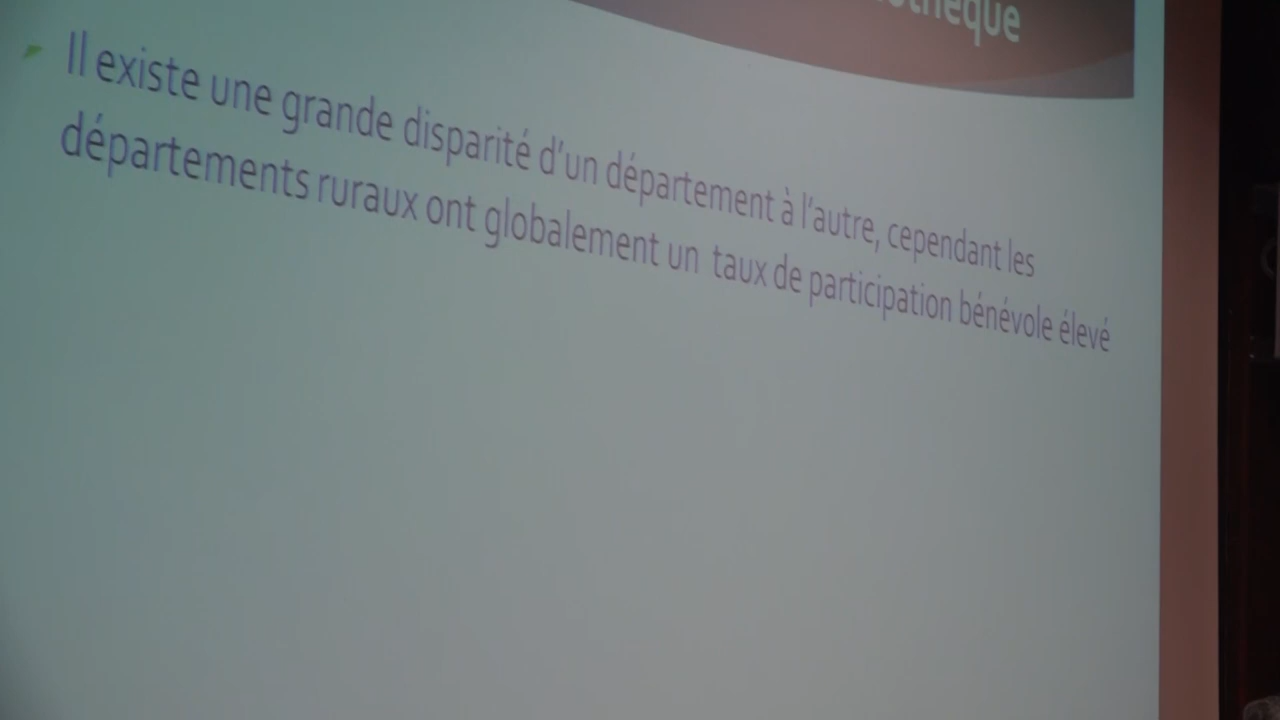 Il existe une grande disparité d'un département à l'autre, cependant les
départements ruraux ont globalement un taux de participation bénévole élevé